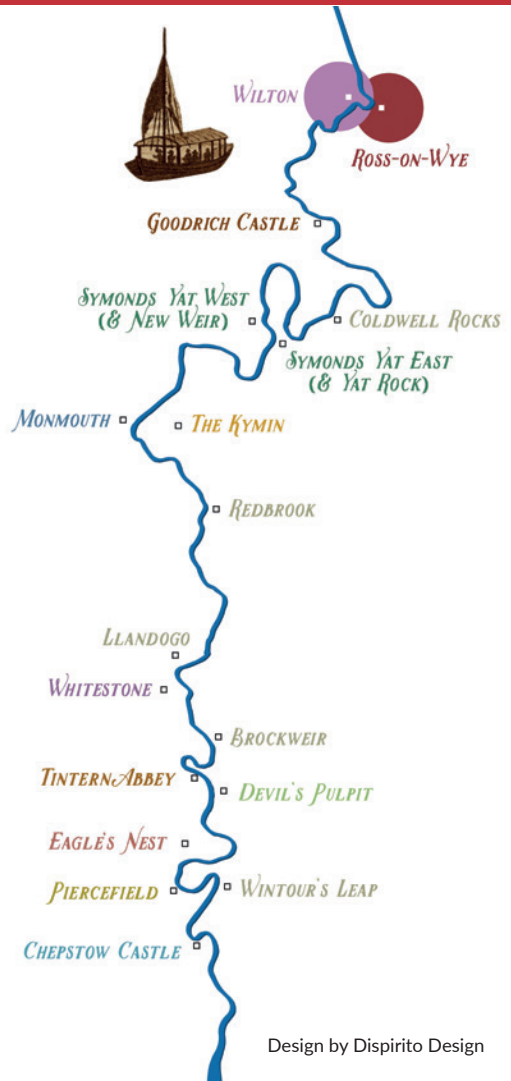 Wilton
Ross-on-Wye
Goodrich Castle
Symonds Yat West
(& New Weir)
Coldwell Rocks
Symonds Yat East
(& Yat Rock)
Monmouth
The Kymin
Redbrook
Llandogo
Whitestone
Brockweir
Tintern Abbey
Devil's Pulpit
Eagle's Nest
Piercefield
Wintour's Leap
Chepstow Castle
Design by Dispirito Design